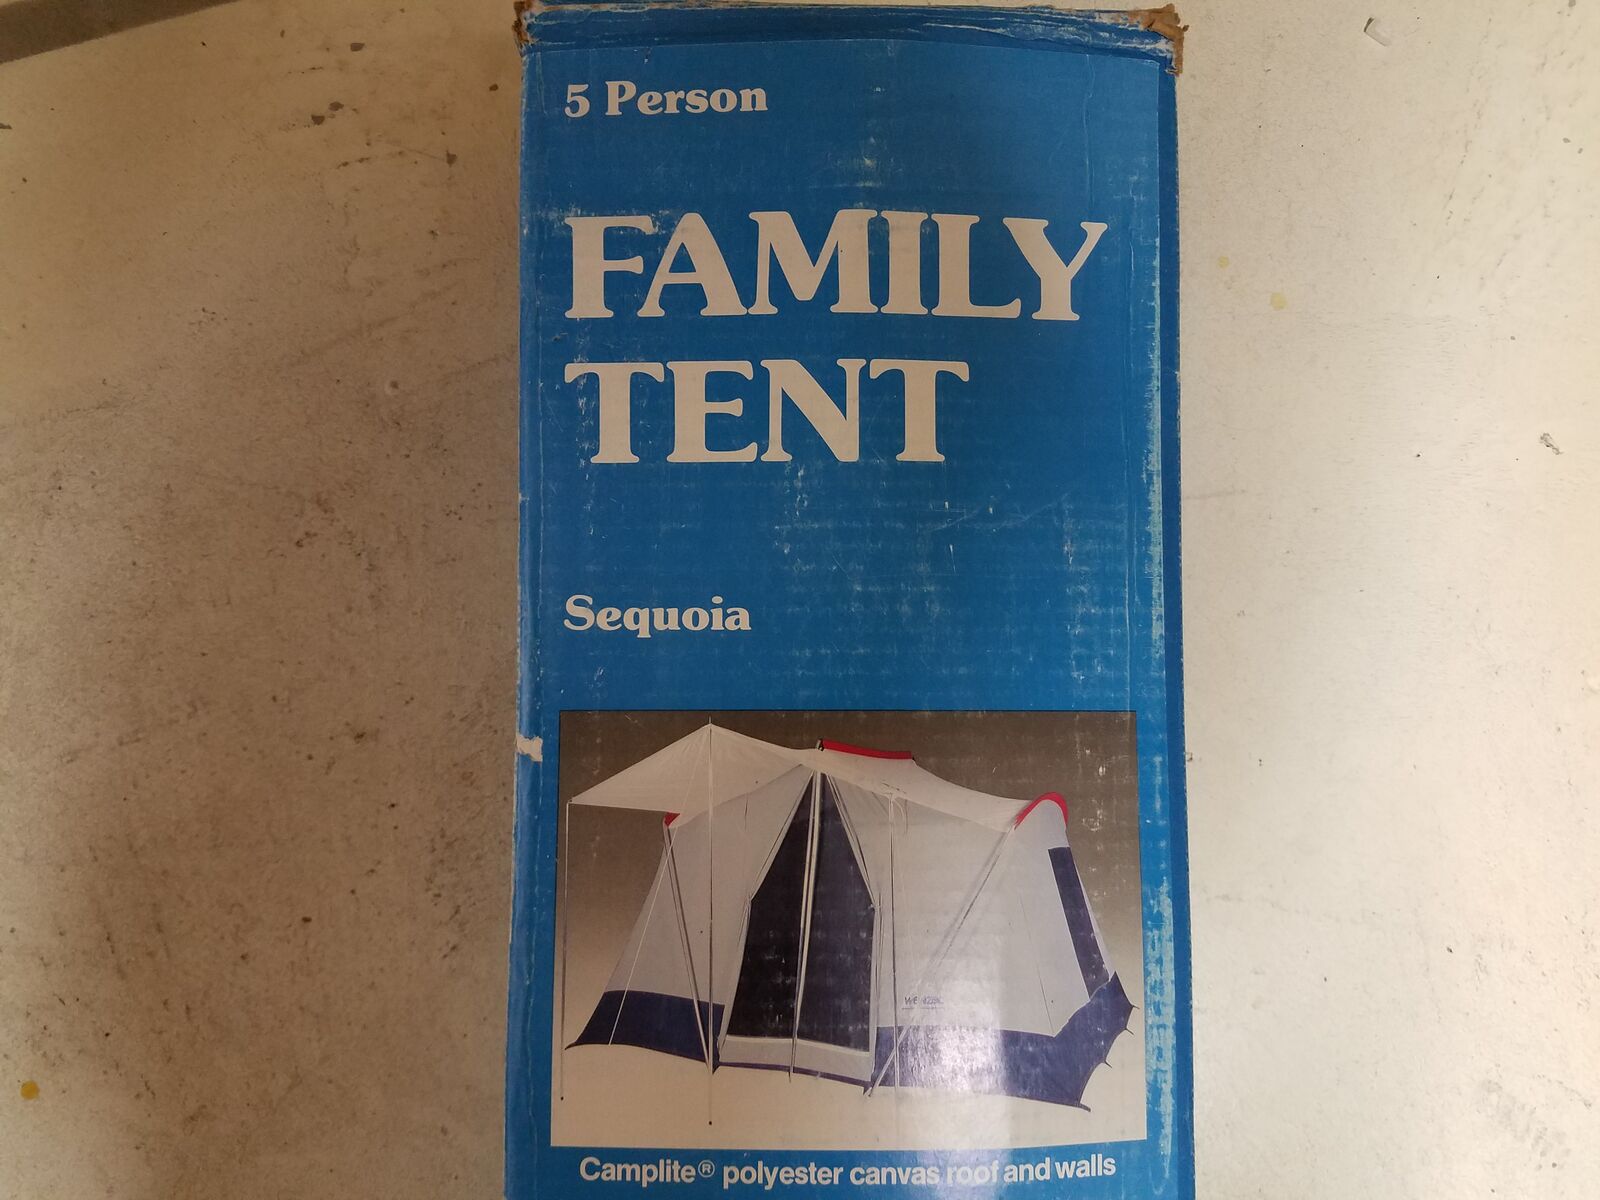 5 Person
FAMILY
TENT
Sequoia
Camplite® polyester canvas roof and walls